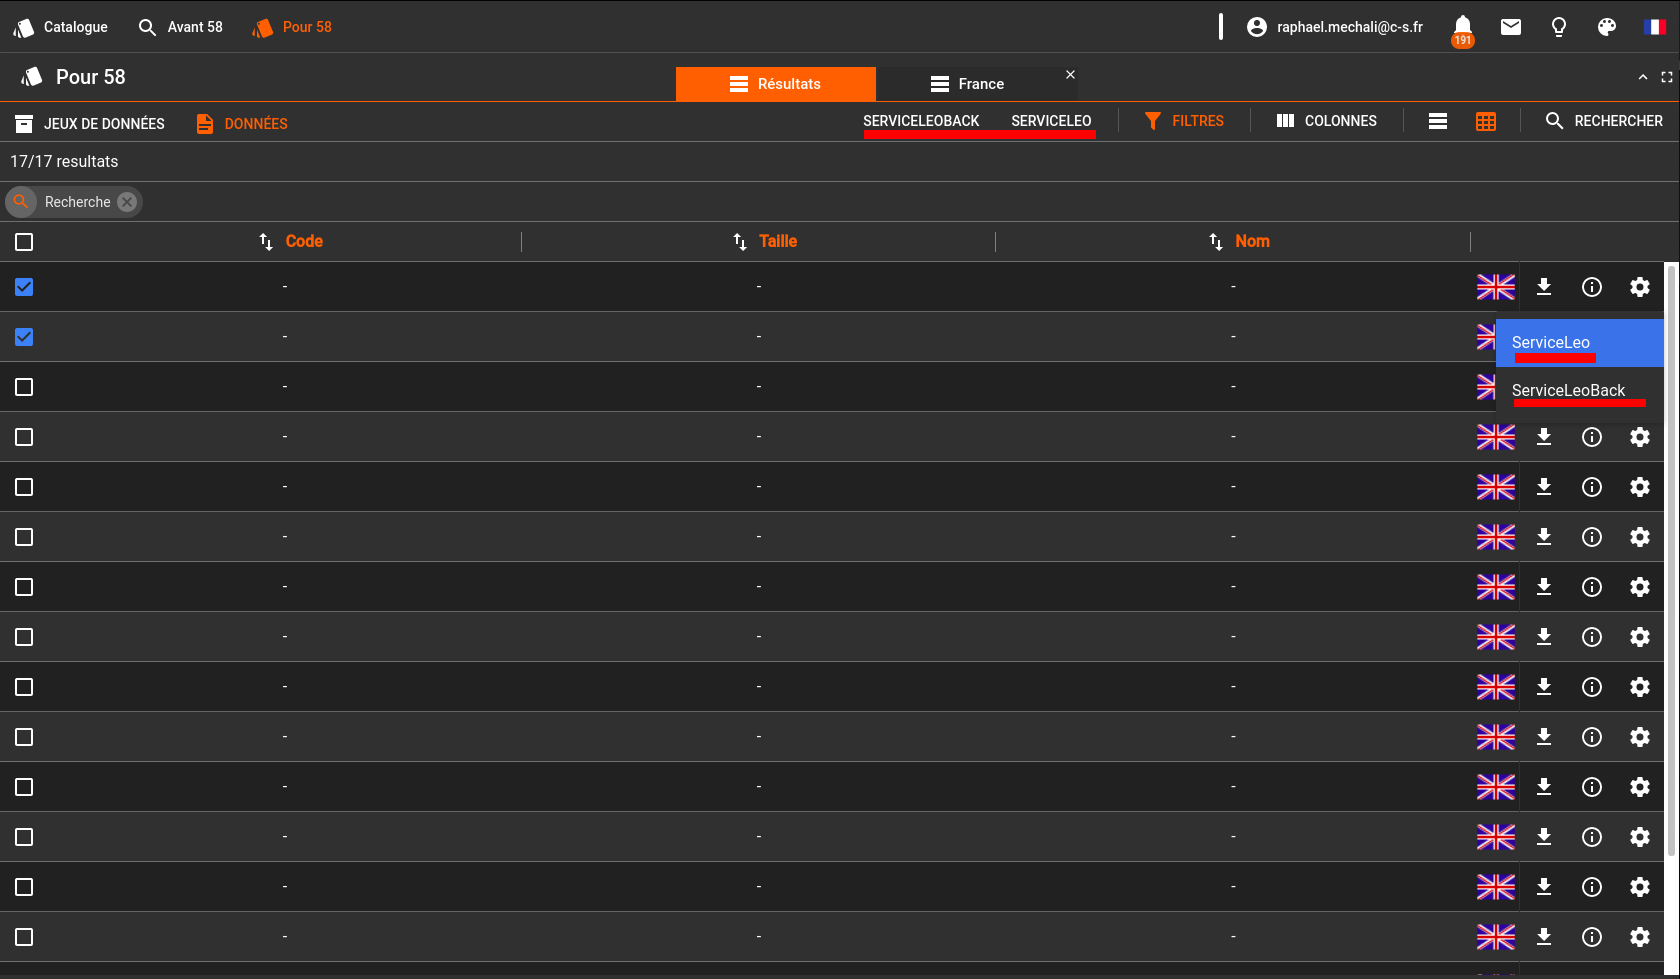 Catalogue Avant 58 Pour 58 raphael.mechali@c-s.fr 191
Pour 58 Résultats France
JEUX DE DONNÉES DONNÉES SERVICELEOBACK SERVICELEO FILTRES COLONNES RECHERCHER
17/17 resultats
Recherche
Code Taille Nom
- - -
- - -
ServiceLeo
- - -
ServiceLeoBack
- - -
- - -
- - -
- - -
- - -
- - -
- - -
- - -
- - -
- - -
- - -